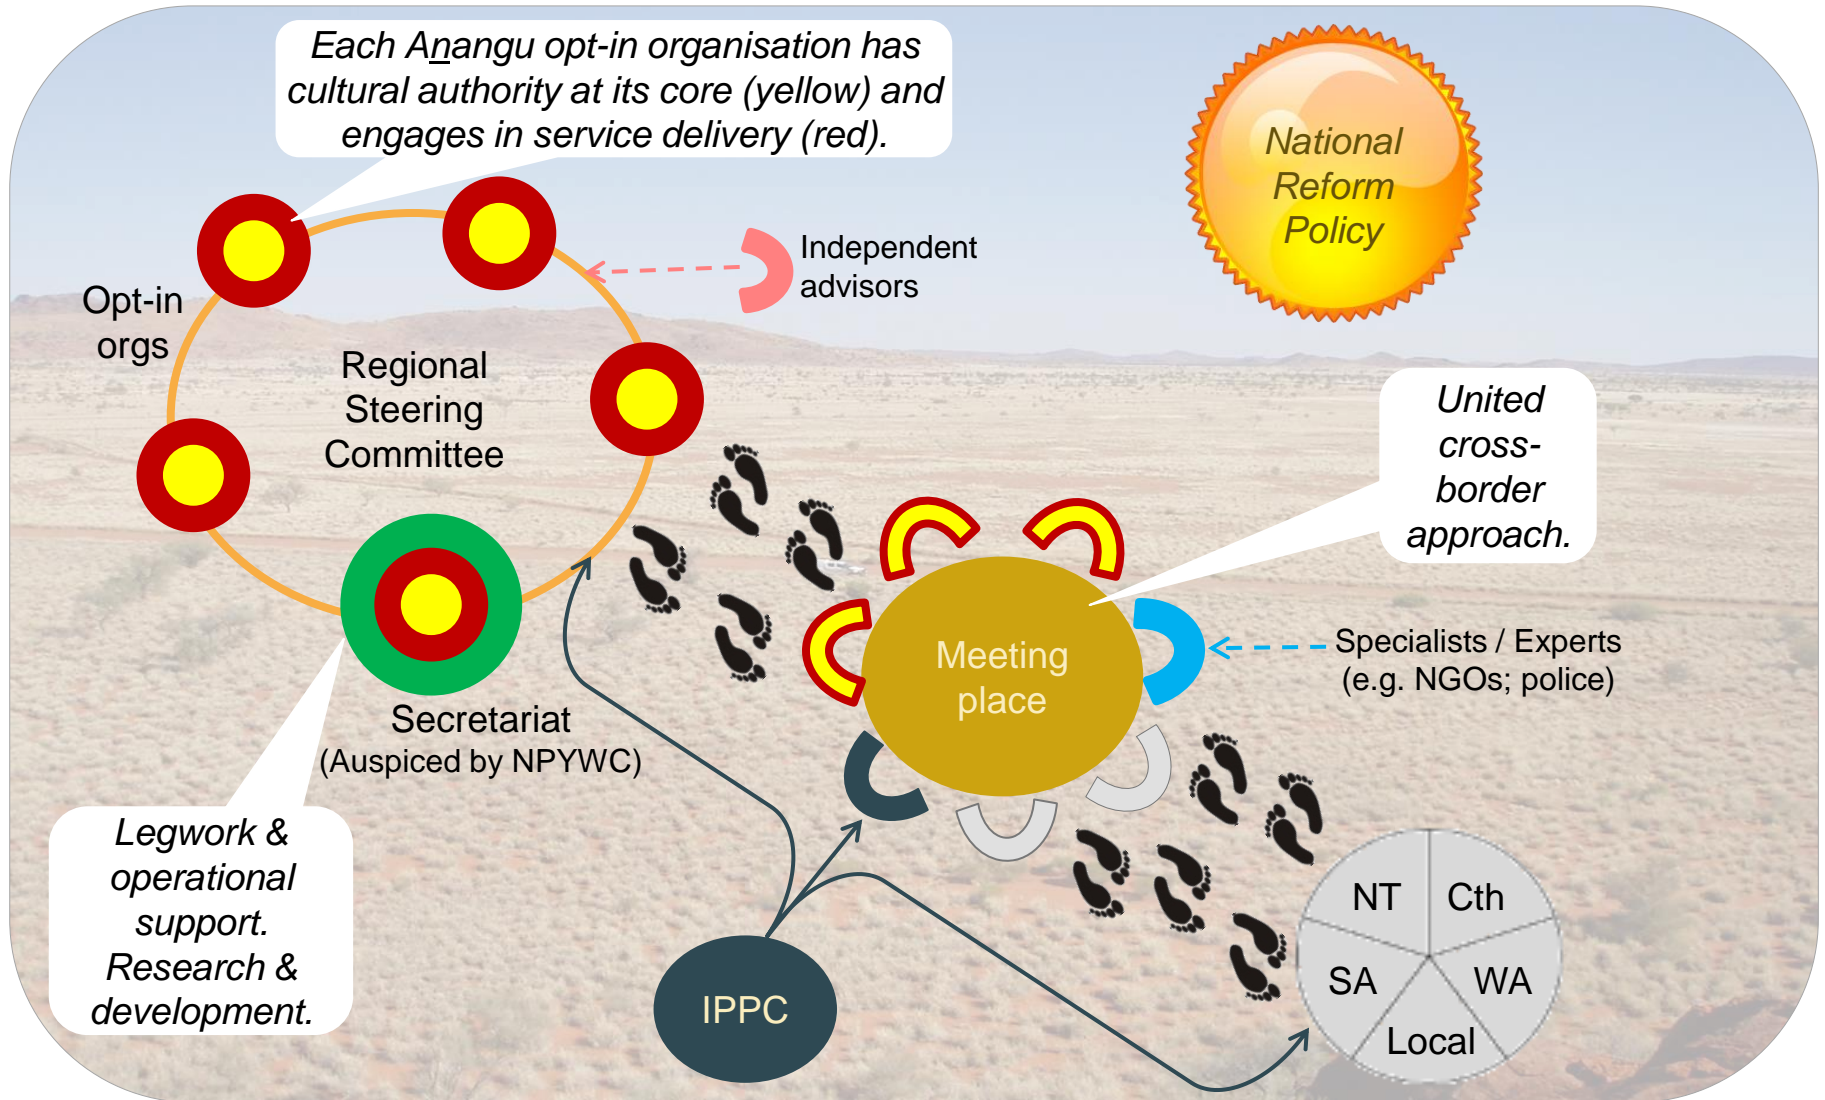 Each Anangu opt-in organisation has
cultural authority at its core (yellow) and
engages in service delivery (red).
National
Reform
Policy
Independent
advisors
Opt-in
orgs
Regional
Steering
Committee
United
cross-
border
approach.
Meeting
place
Specialists / Experts
(e.g. NGOs; police)
Secretariat
(Auspiced by NPYWC)
Legwork &
operational
support.
Research &
development.
NT
Cth
SA
WA
Local
IPPC